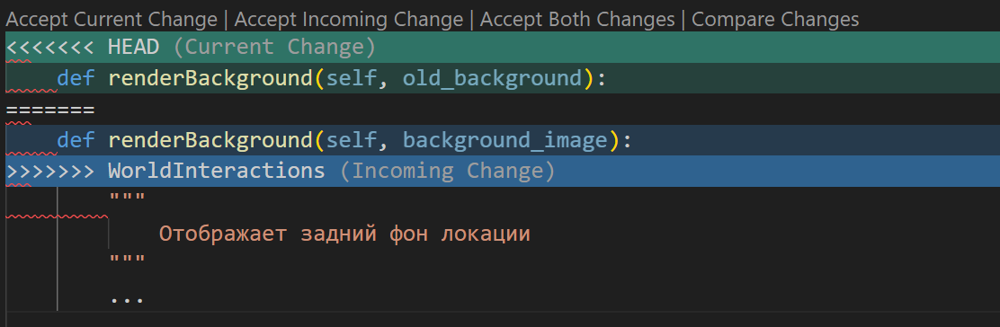 Accept Current Change | Accept Incoming Change | Accept Both Changes | Compare Changes
<<<<<<< HEAD (Current Change)
def renderBackground(self, old_background):
=======
def renderBackground(self, background_image):
>>>>>>> WorldInteractions (Incoming Change)
"""
Отображает задний фон локации
"""
...